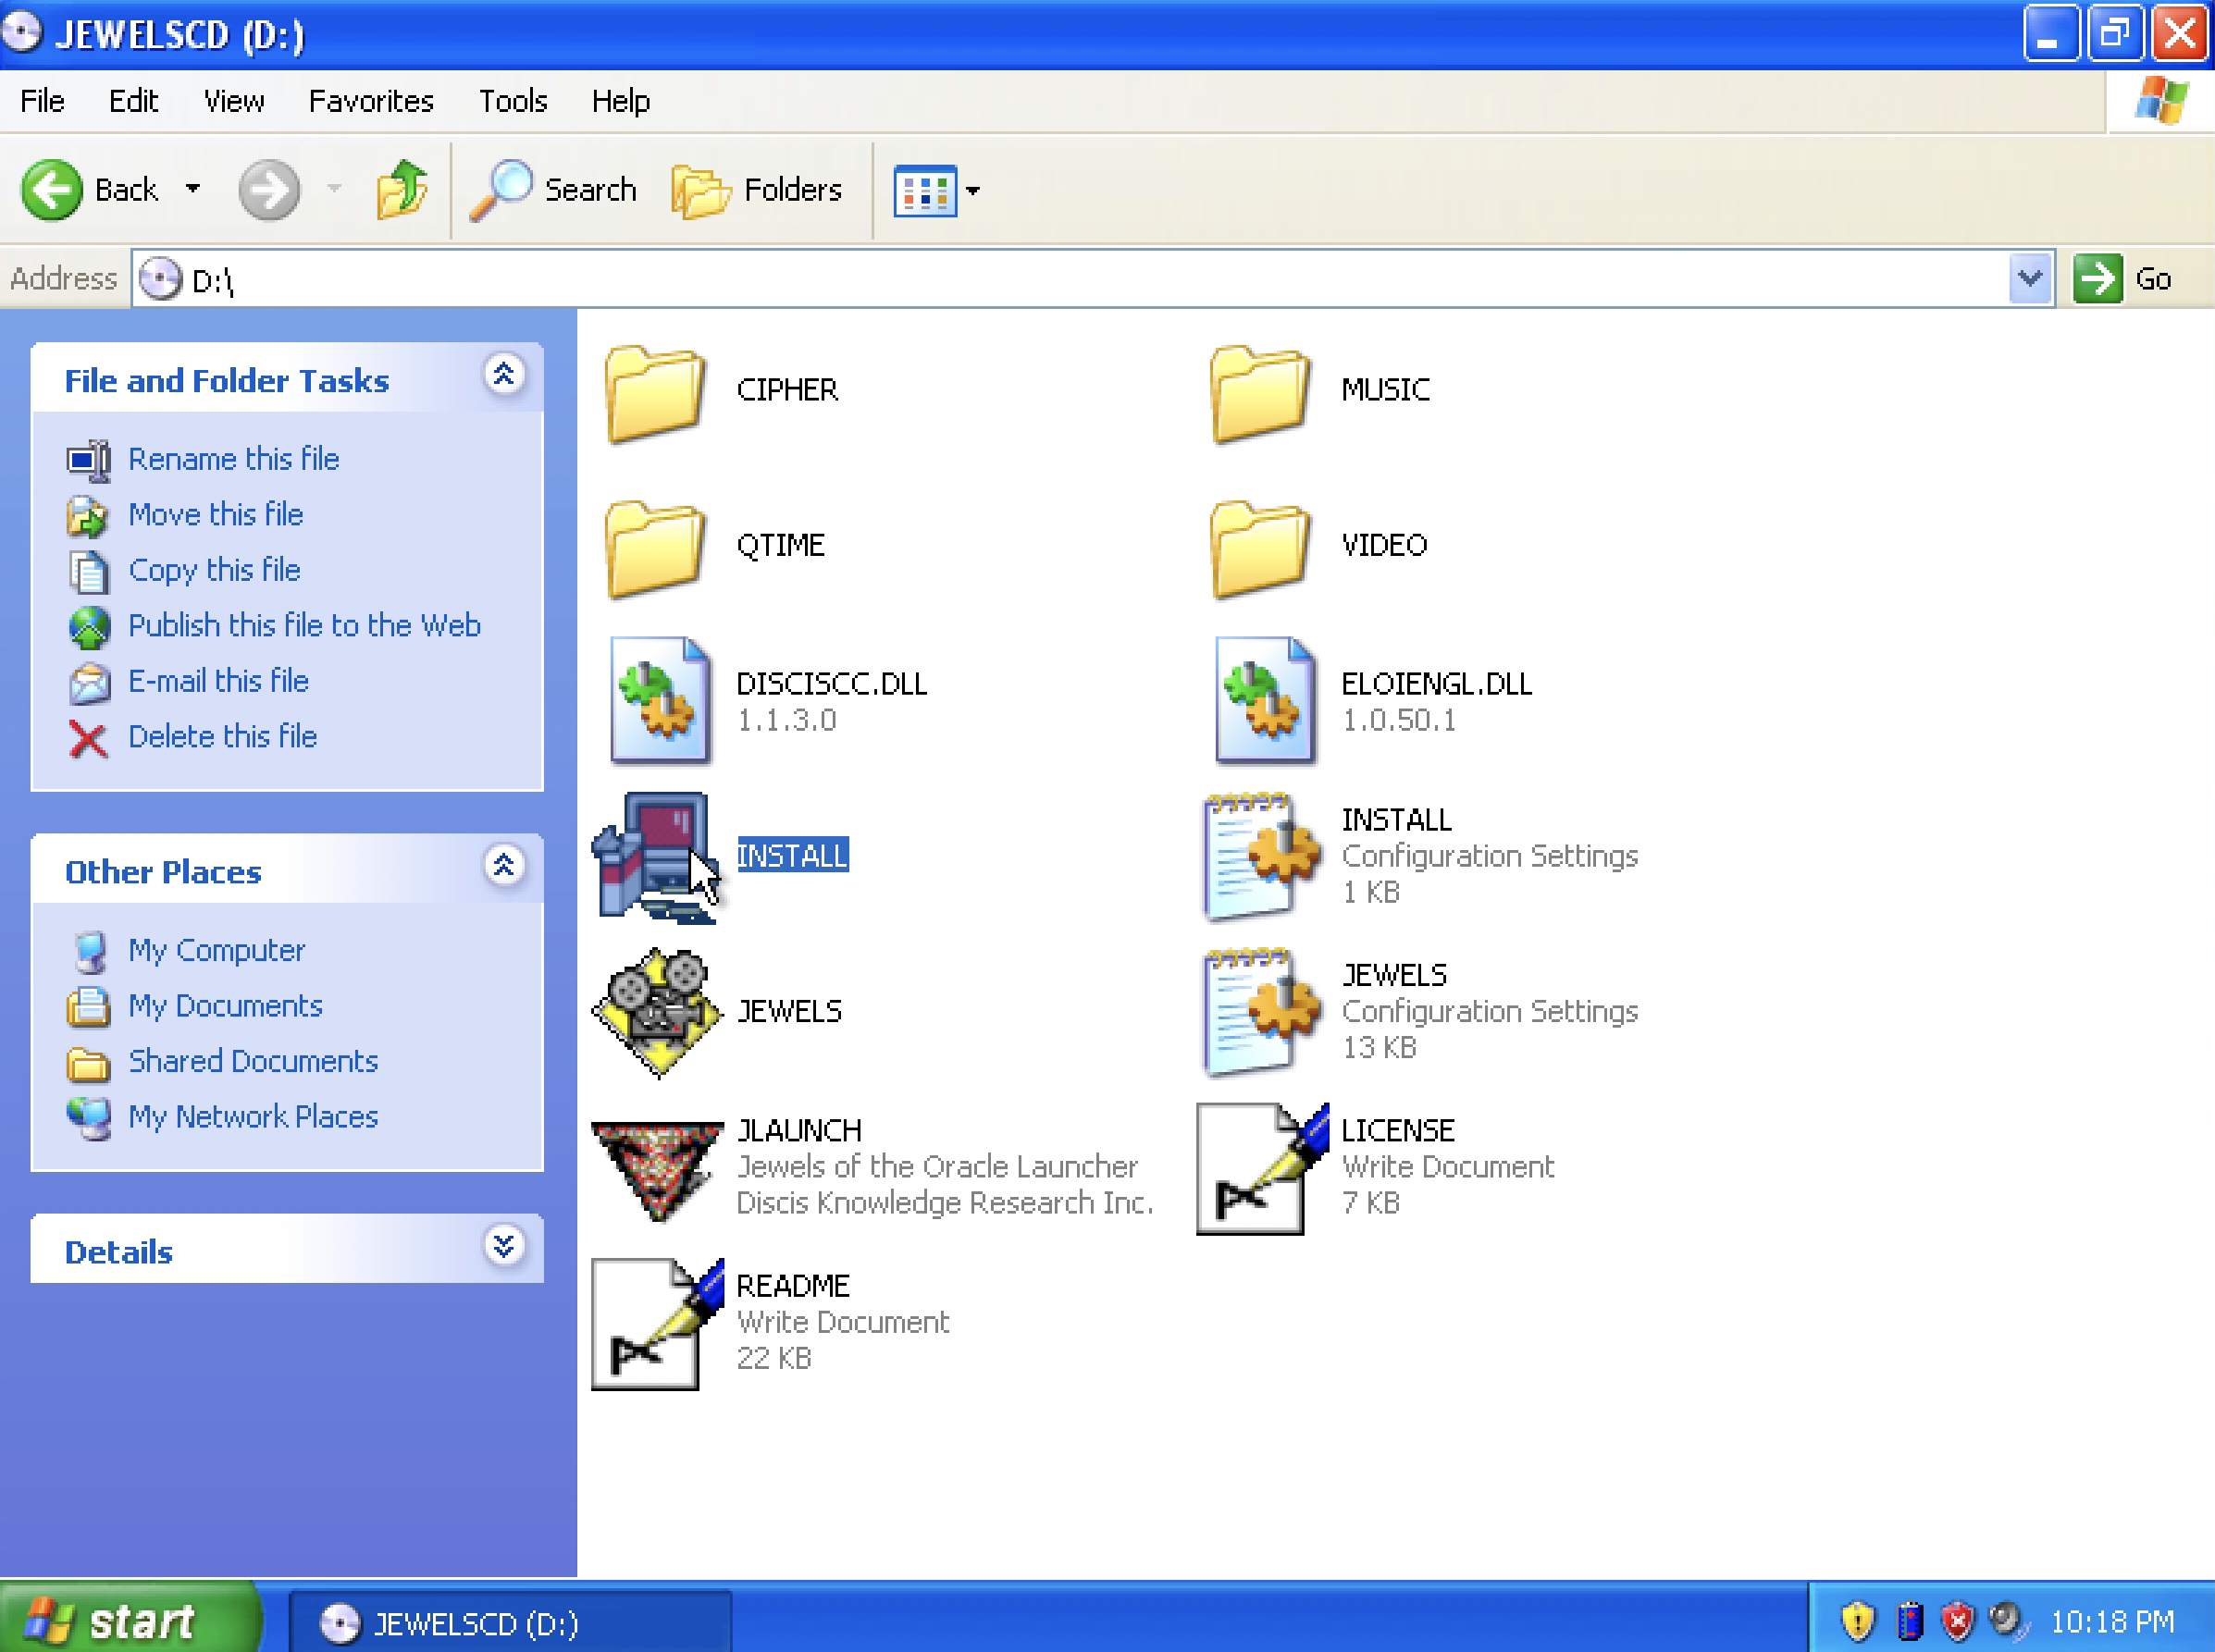 JEWELSCD (D:)
File Edit View Favorites Tools Help
Back Search Folders
Address D:\ Go
File and Folder Tasks
Rename this file
Move this file
Copy this file
Publish this file to the Web
E-mail this file
Delete this file
Other Places
My Computer
My Documents
Shared Documents
My Network Places
Details
CIPHER
MUSIC
QTIME
VIDEO
DISCISCC.DLL
1.1.3.0
ELOIENGL.DLL
1.0.50.1
INSTALL
INSTALL
Configuration Settings
1 KB
JEWELS
JEWELS
Configuration Settings
13 KB
JLAUNCH
Jewels of the Oracle Launcher
Discis Knowledge Research Inc.
LICENSE
Write Document
7 KB
README
Write Document
22 KB
start JEWELSCD (D:) 10:18 PM